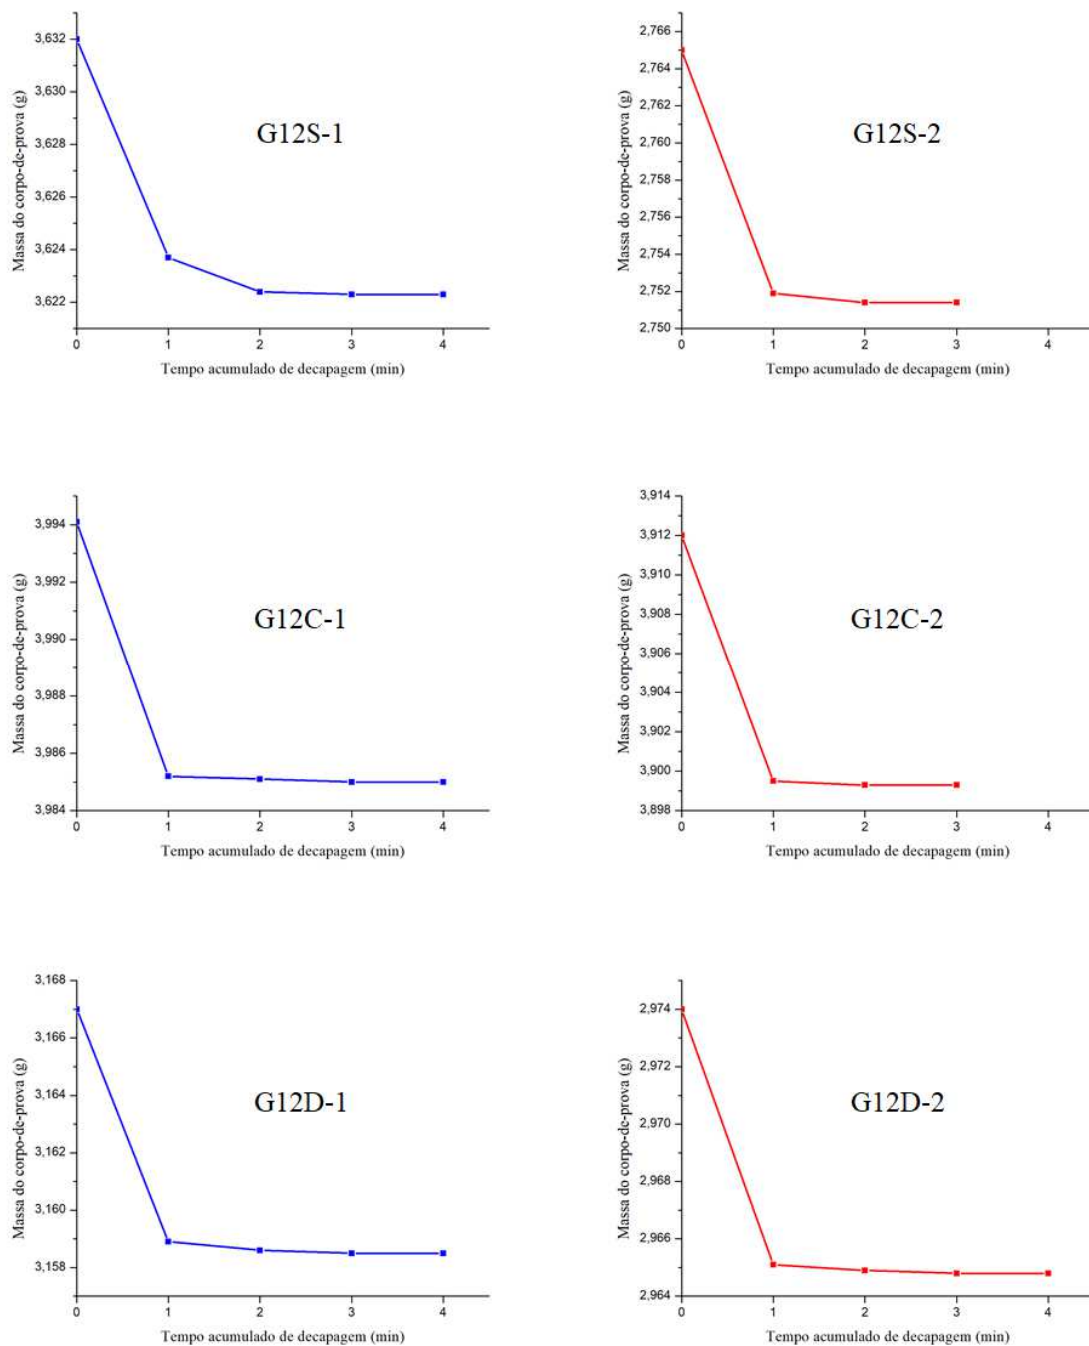 3,632
3,630
3,628
3,626
3,624
3,622
Massa do corpo-de-prova (g)
G12S-1
0 1 2 3 4
Tempo acumulado de decapagem (min)
2,766
2,764
2,762
2,760
2,758
2,756
2,754
2,752
2,750
Massa do corpo-de-prova (g)
G12S-2
0 1 2 3 4
Tempo acumulado de decapagem (min)
3,994
3,992
3,990
3,988
3,986
3,984
Massa do corpo-de-prova (g)
G12C-1
0 1 2 3 4
Tempo acumulado de decapagem (min)
3,914
3,912
3,910
3,908
3,906
3,904
3,902
3,900
3,898
Massa do corpo-de-prova (g)
G12C-2
0 1 2 3 4
Tempo acumulado de decapagem (min)
3,168
3,166
3,164
3,162
3,160
3,158
Massa do corpo-de-prova (g)
G12D-1
0 1 2 3 4
Tempo acumulado de decapagem (min)
2,974
2,972
2,970
2,968
2,966
2,964
Massa do corpo-de-prova (g)
G12D-2
0 1 2 3 4
Tempo acumulado de decapagem (min)